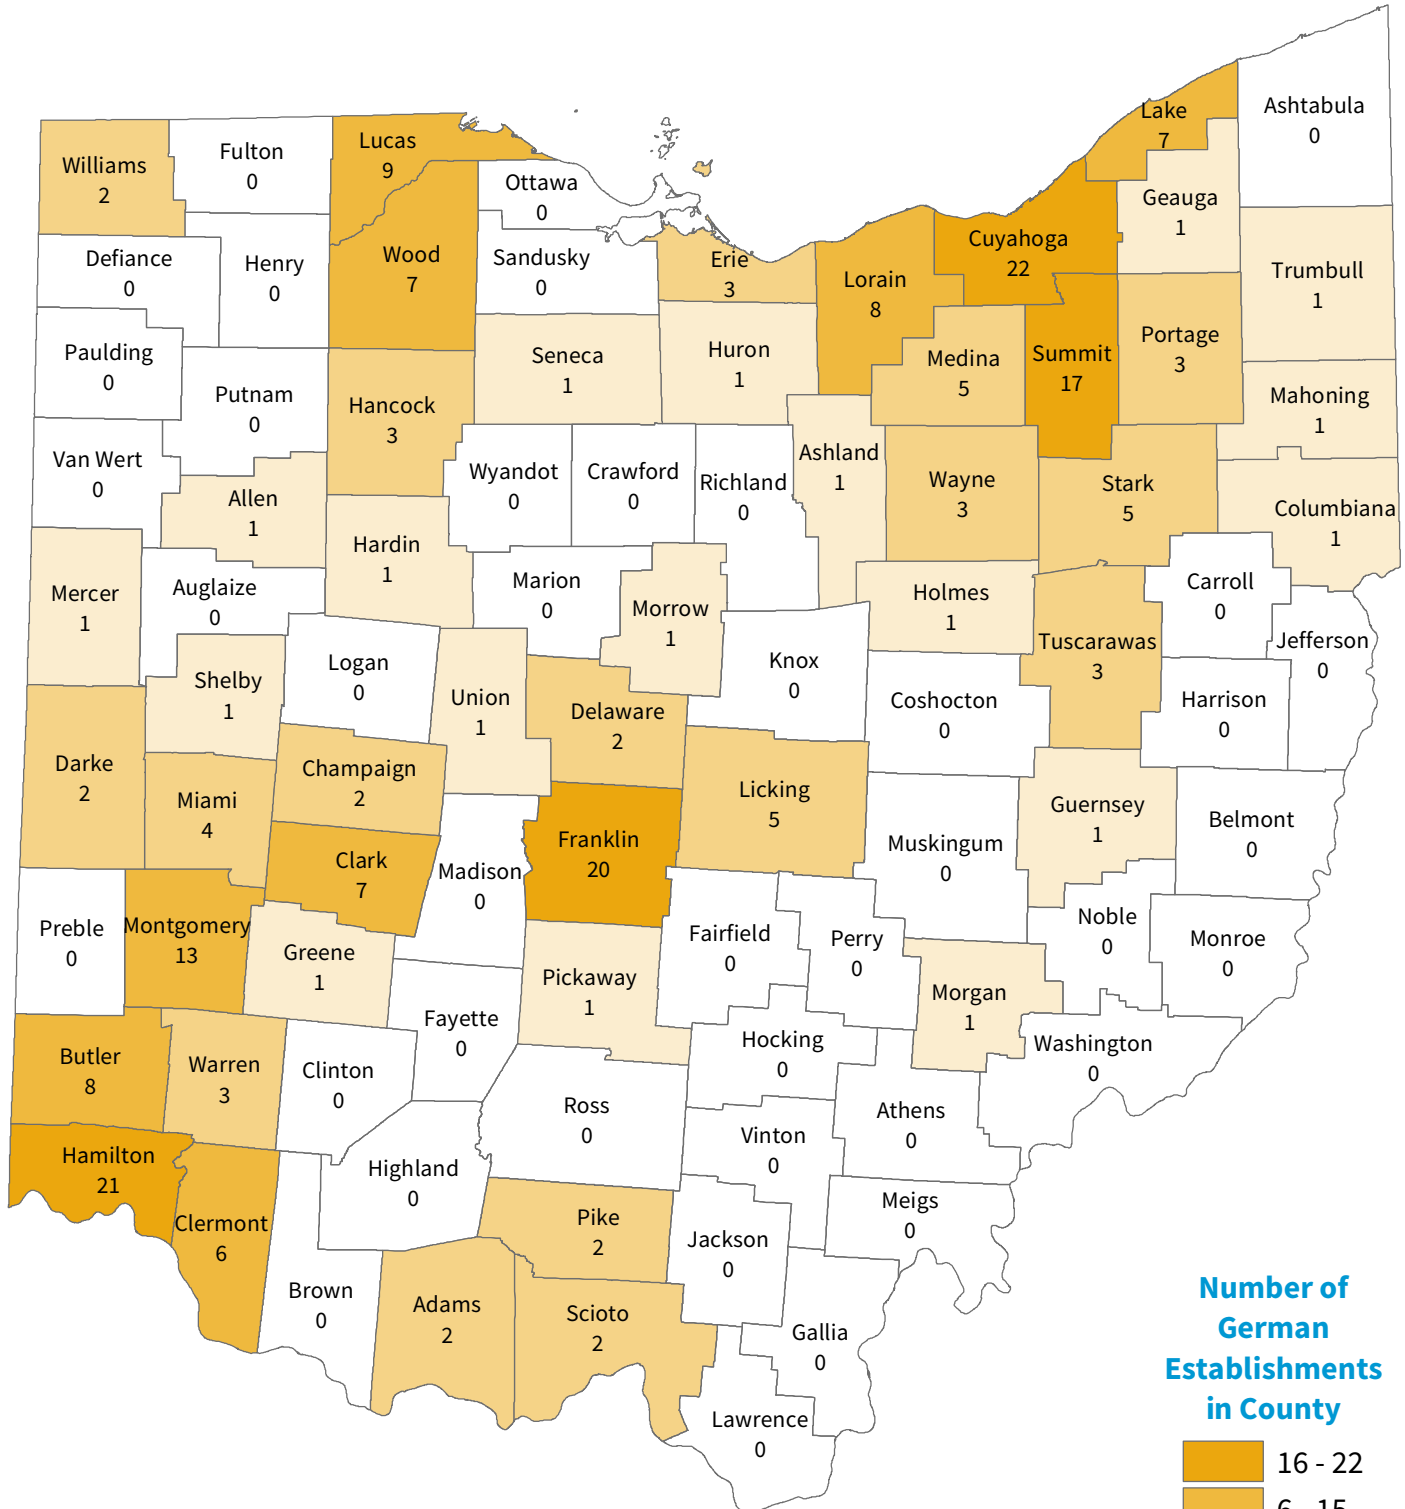 Williams
2
Fulton
0
Lucas
9
Ottawa
0
Lake
7
Ashtabula
0
Geauga
1
Defiance
0
Henry
0
Wood
7
Sandusky
0
Erie
3
Lorain
8
Cuyahoga
22
Trumbull
1
Paulding
0
Putnam
0
Hancock
3
Seneca
1
Huron
1
Medina
5
Summit
17
Portage
3
Mahoning
1
Van Wert
0
Allen
1
Wyandot
0
Crawford
0
Richland
0
Ashland
1
Wayne
3
Stark
5
Columbiana
1
Mercer
1
Auglaize
0
Hardin
1
Marion
0
Morrow
1
Holmes
1
Tuscarawas
3
Carroll
0
Jefferson
0
Shelby
1
Logan
0
Union
1
Delaware
2
Knox
0
Coshocton
0
Harrison
0
Darke
2
Miami
4
Champaign
2
Licking
5
Guernsey
1
Belmont
0
Clark
7
Madison
0
Franklin
20
Muskingum
0
Preble
0
Montgomery
13
Greene
1
Fairfield
0
Perry
0
Noble
0
Monroe
0
Pickaway
1
Morgan
1
Fayette
0
Hocking
0
Washington
0
Butler
8
Warren
3
Clinton
0
Ross
0
Vinton
0
Athens
0
Hamilton
21
Highland
0
Clermont
6
Pike
2
Jackson
0
Meigs
0
Brown
0
Adams
2
Scioto
2
Gallia
0
Lawrence
0
Number of
German
Establishments
in County
16 - 22
6 - 15